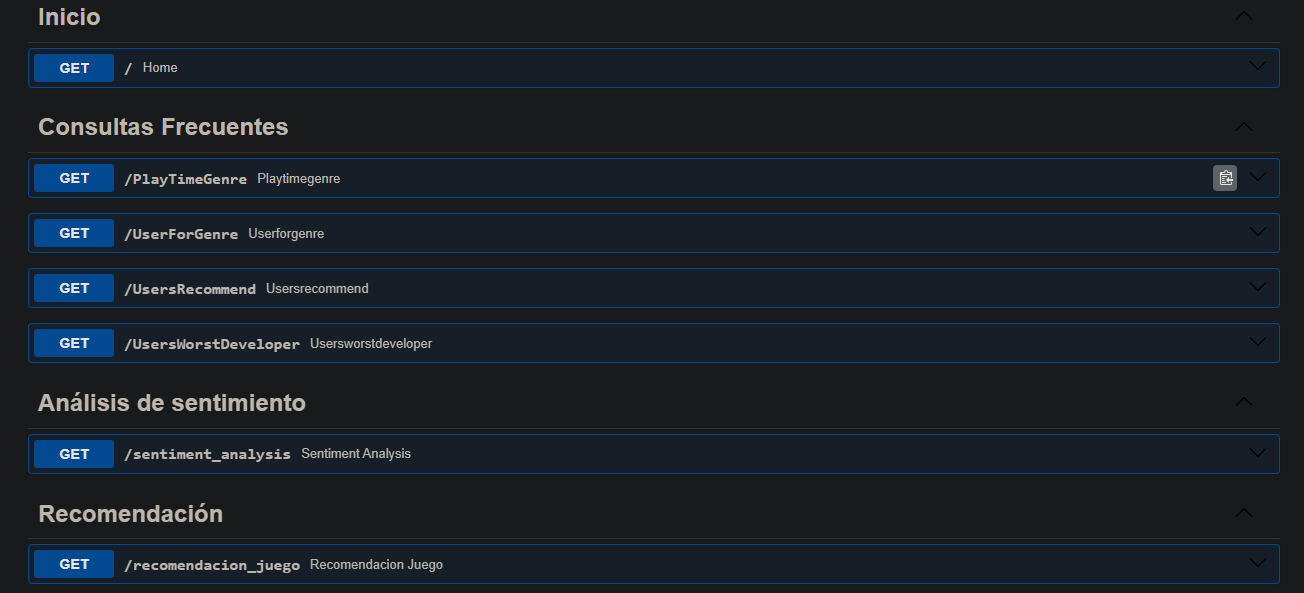 Inicio
GET / Home
Consultas Frecuentes
GET /PlayTimeGenre Playtimegenre
GET /UserForGenre Userforgenre
GET /UsersRecommend Usersrecommend
GET /UsersWorstDeveloper Usersworstdeveloper
Análisis de sentimiento
GET /sentiment_analysis Sentiment Analysis
Recomendación
GET /recomendacion_juego Recomendacion Juego